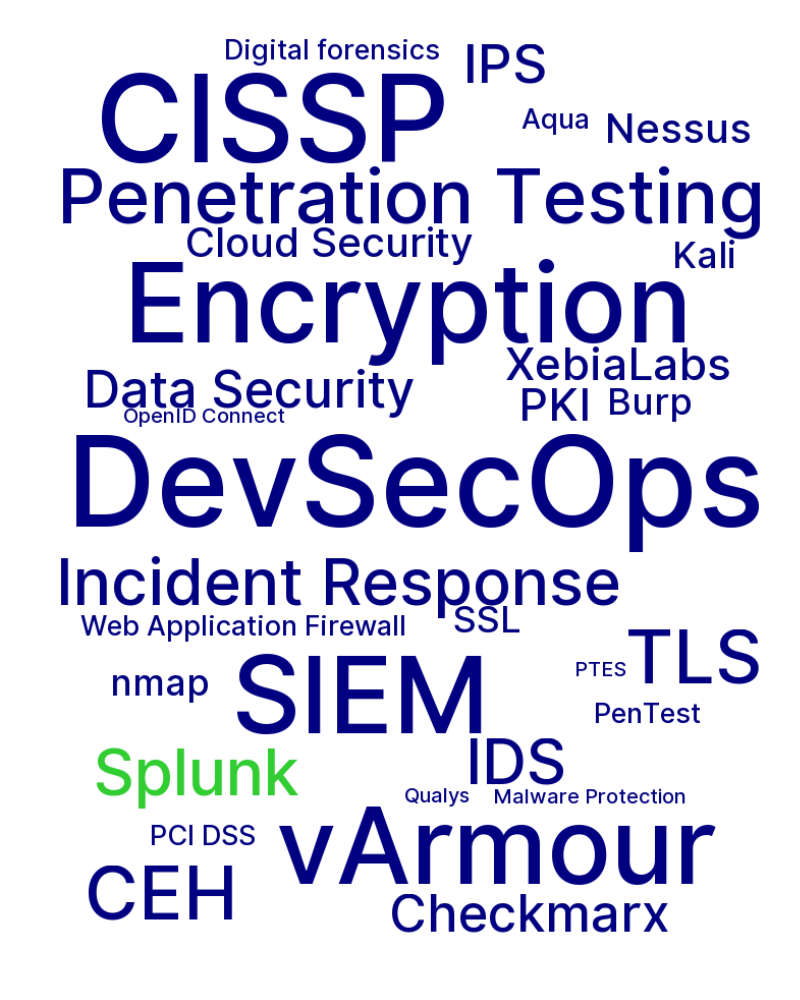 Digital forensics
IPS
CISSP
Aqua
Nessus
Penetration Testing
Cloud Security
Kali
Encryption
XebiaLabs
Data Security
PKI
Burp
OpenID Connect
DevSecOps
Incident Response
SSL
Web Application Firewall
TLS
PTES
nmap
SIEM
PenTest
Splunk
IDS
Qualys
Malware Protection
PCI DSS
vArmour
CEH
Checkmarx